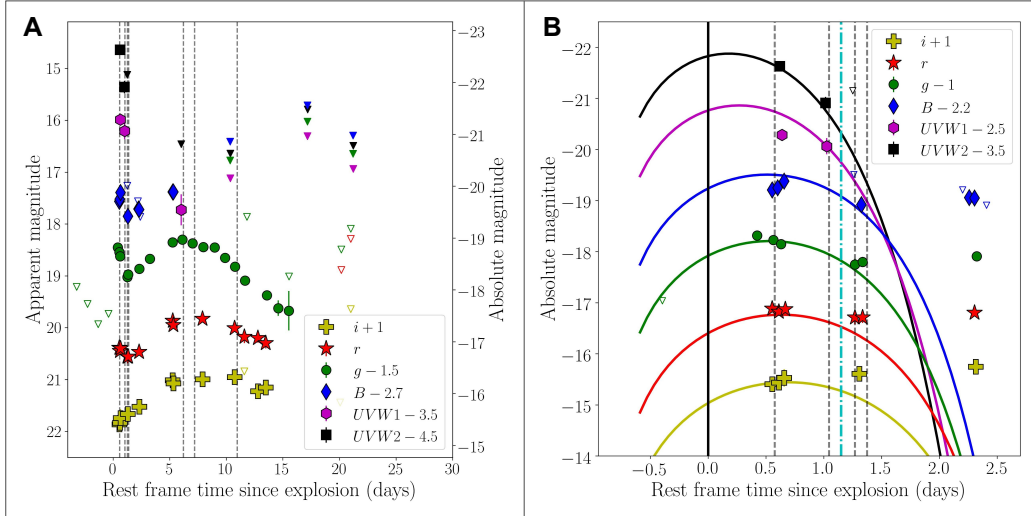 A
15
16
17
18
19
20
21
22
Apparent magnitude
0
5
10
15
20
25
30
Rest frame time since explosion (days)
−23
−22
−21
−20
−19
−18
−17
−16
−15
Absolute magnitude
i + 1
r
g − 1.5
B − 2.7
UVW1 − 3.5
UVW2 − 4.5
B
−22
−21
−20
−19
−18
−17
−16
−15
−14
Absolute magnitude
−0.5
0.0
0.5
1.0
1.5
2.0
2.5
Rest frame time since explosion (days)
i + 1
r
g − 1
B − 2.2
UVW1 − 2.5
UVW2 − 3.5